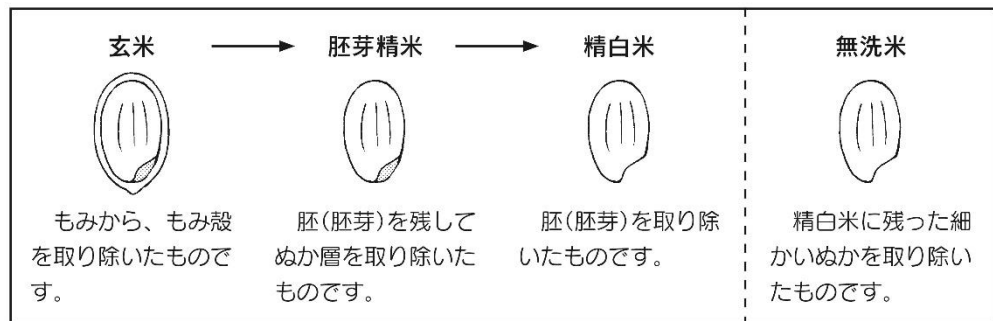 玄米 → 胚芽精米 → 精白米
無洗米
もみから、もみ殻
を取り除いたもので
す。
胚(胚芽)を残して
ぬか層を取り除いた
ものです。
胚(胚芽)を取り除
いたものです。
精白米に残った細
かいぬかを取り除い
たものです。